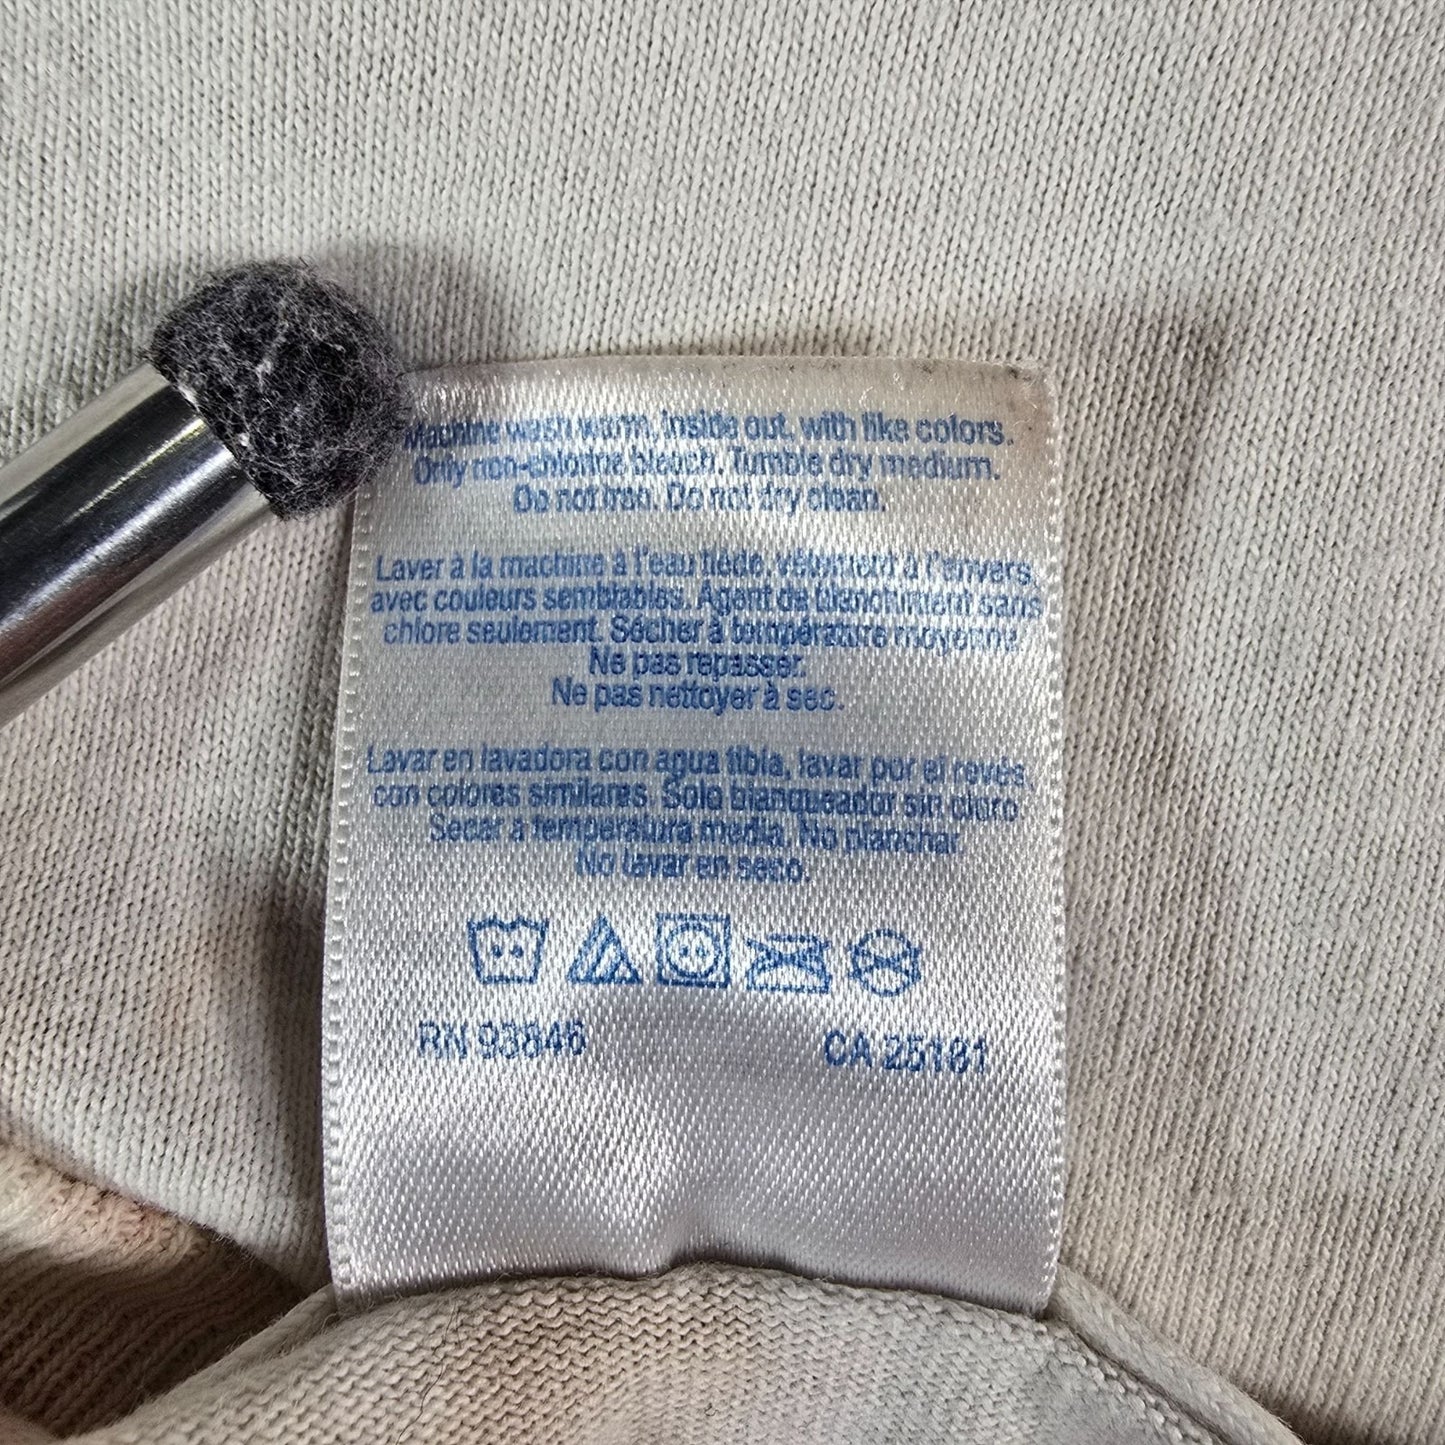 Machine wash warm, inside out, with like colors.
Only non-chlorine bleach. Tumble dry medium.
Do not iron. Do not dry clean.
Laver à la machine à l'eau tiède, vêtement à l'envers,
avec couleurs semblables. Agent de blanchiment sans
chlore seulement. Sécher à température moyenne.
Ne pas repasser.
Ne pas nettoyer à sec.
Lavar en lavadora con agua tibia, lavar por el revés
con colores similares. Solo blanqueador sin cloro
Secar a temperatura media. No planchar
No lavar en seco.
RN 93846
CA 25181